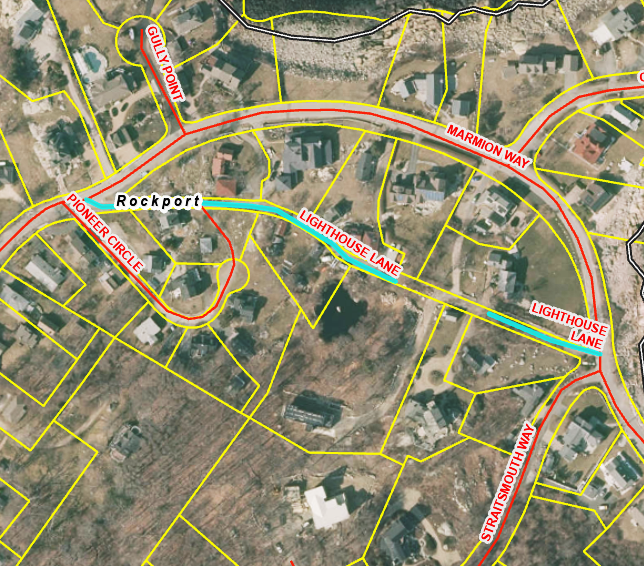 GULLY POINT
MARMION WAY
Rockport
PIONEER CIRCLE
LIGHTHOUSE LANE
LIGHTHOUSE
LANE
STRAITSMOUTH WAY